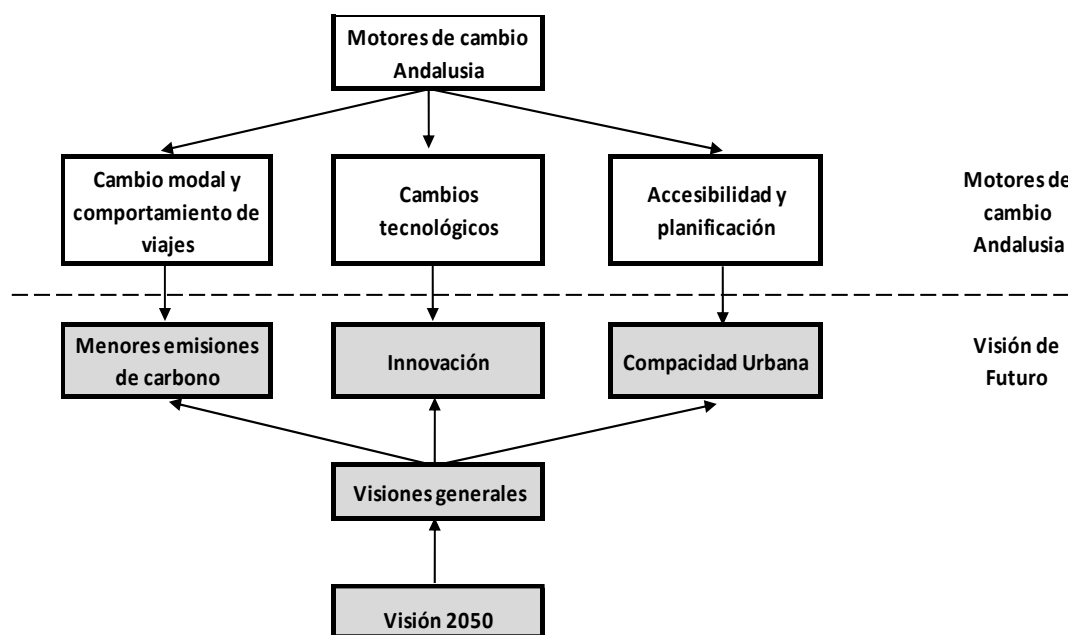 Motores de cambio
Andalusia
Cambio modal y
comportamiento de
viajes
Cambios
tecnológicos
Accesibilidad y
planificación
Motores de
cambio
Andalusia
Menores emisiones
de carbono
Innovación
Compacidad Urbana
Visión de
Futuro
Visiones generales
Visión 2050